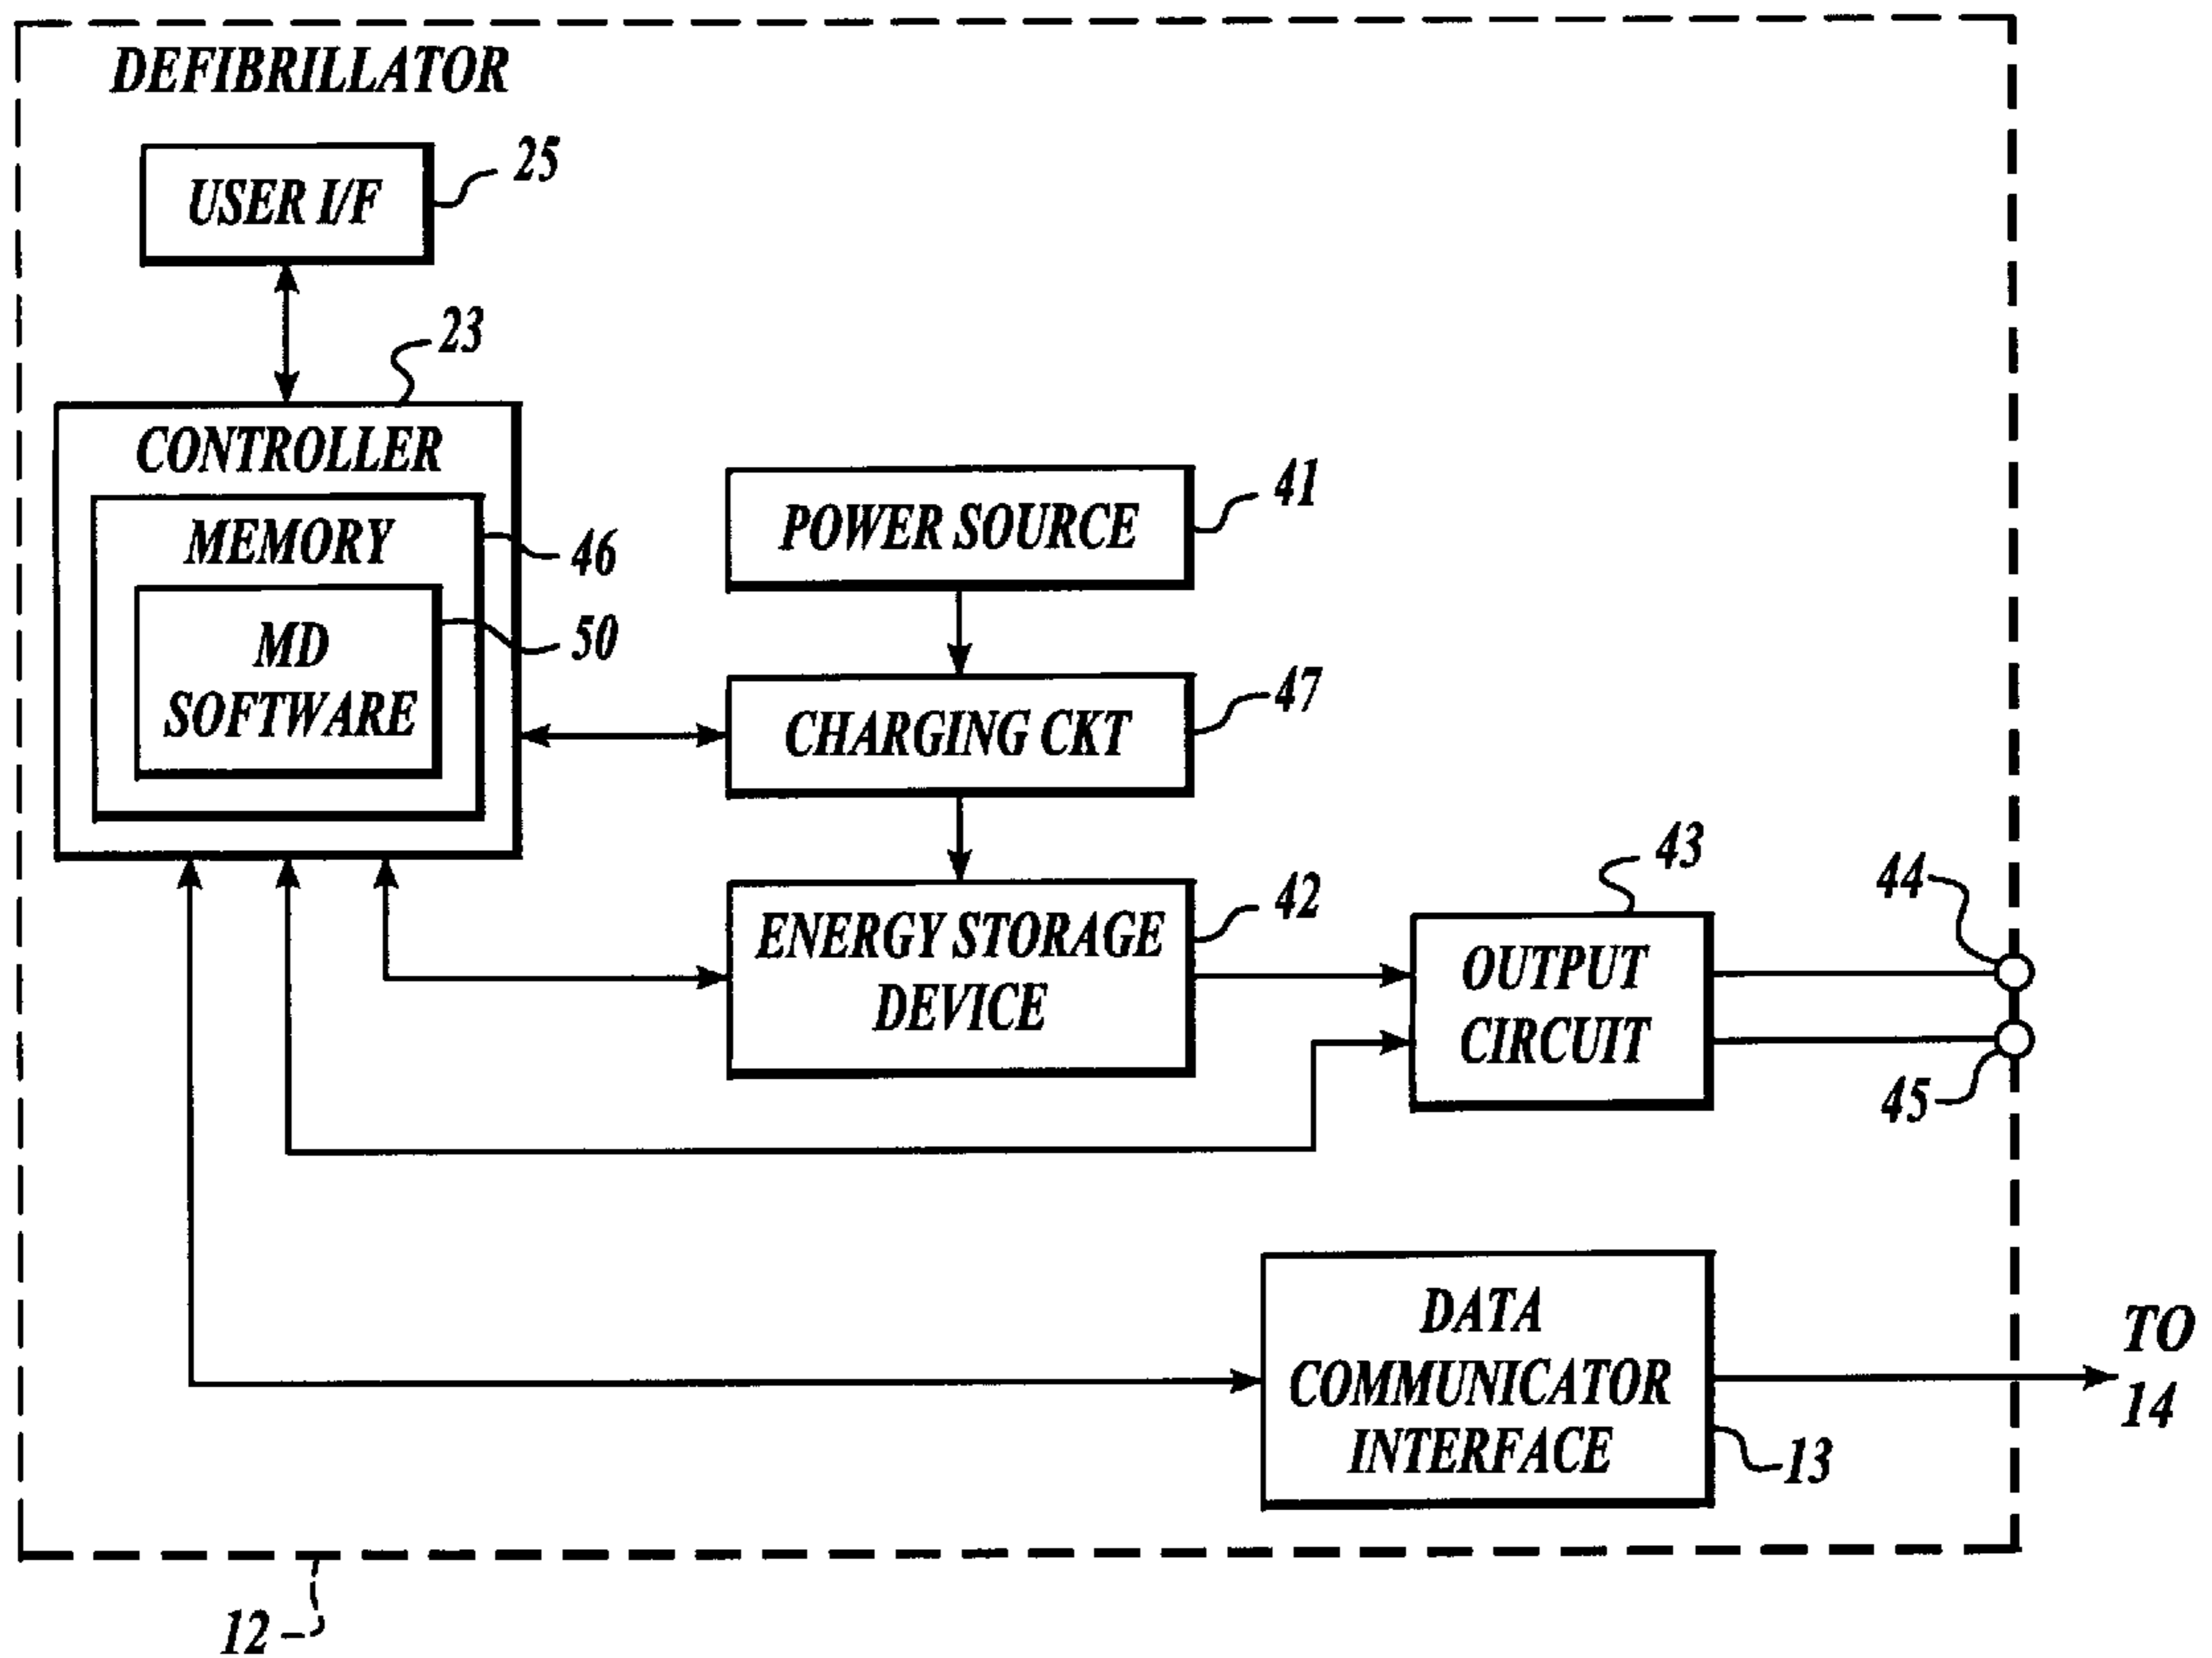 DEFIBRILLATOR
USER I/F
25
23
CONTROLLER
MEMORY
46
MD
SOFTWARE
50
POWER SOURCE
41
CHARGING CKT
47
ENERGY STORAGE
DEVICE
42
OUTPUT
CIRCUIT
43
44
45
DATA
COMMUNICATOR
INTERFACE
13
TO
14
12